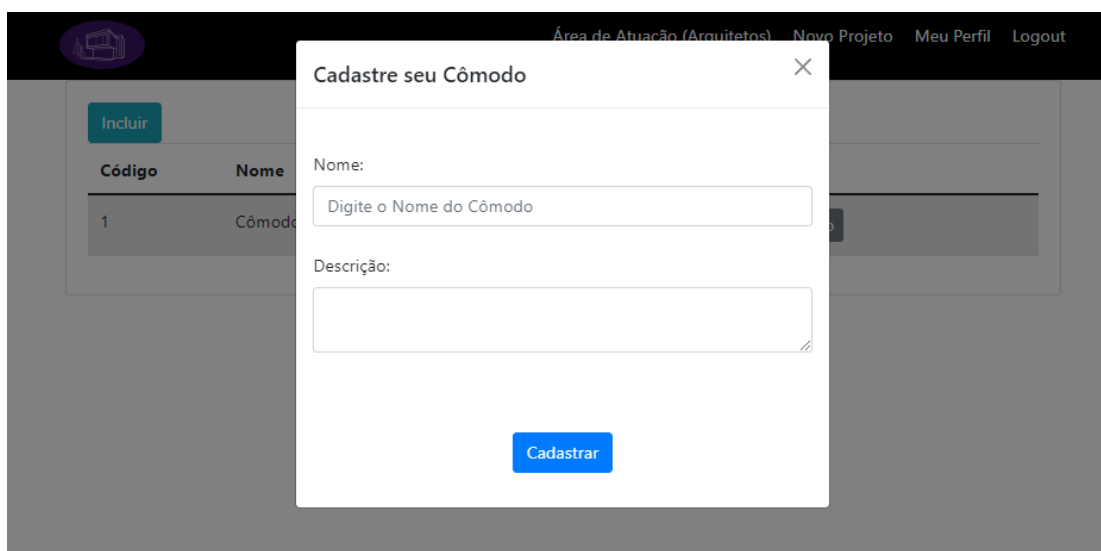 Área de Atuação (Arquitetos) Novo Projeto Meu Perfil Logout
Cadastre seu Cômodo
Incluir
Código Nome
Nome:
Digite o Nome do Cômodo
1 Cômodo
Descrição:
Cadastrar